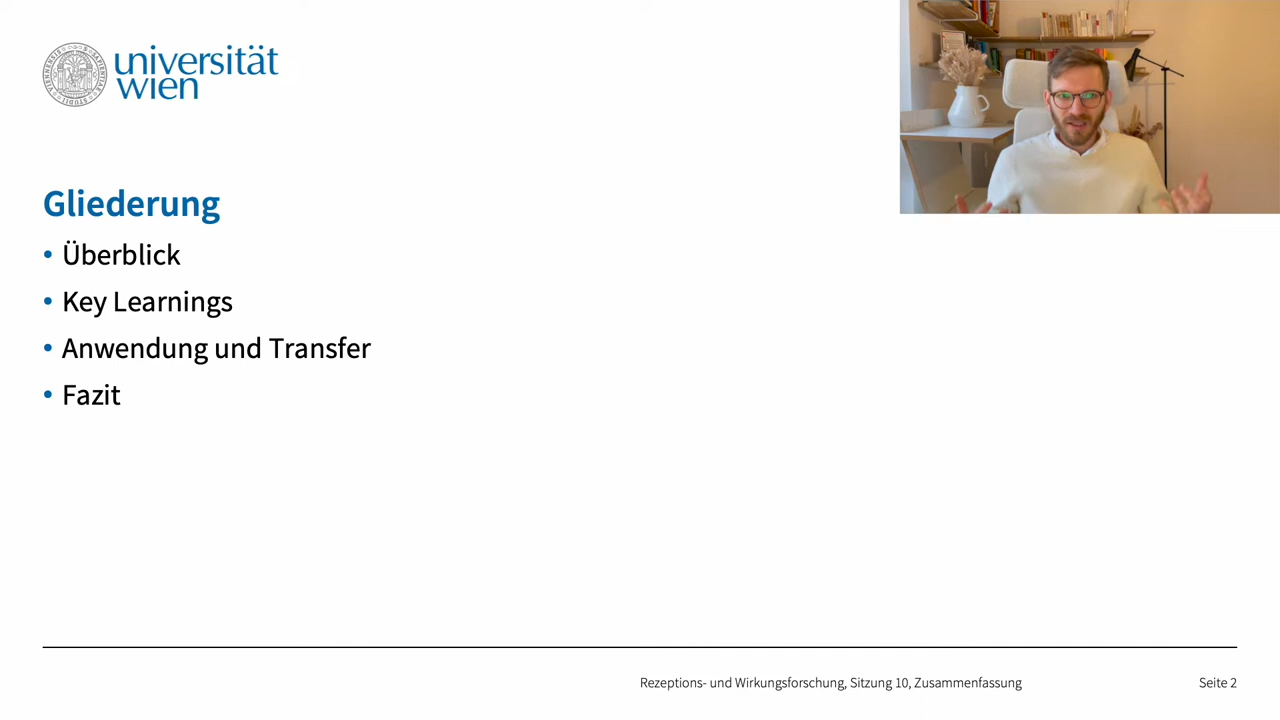 universität
wien
Gliederung
• Überblick
• Key Learnings
• Anwendung und Transfer
• Fazit
Rezeptions- und Wirkungsforschung, Sitzung 10, Zusammenfassung
Seite 2